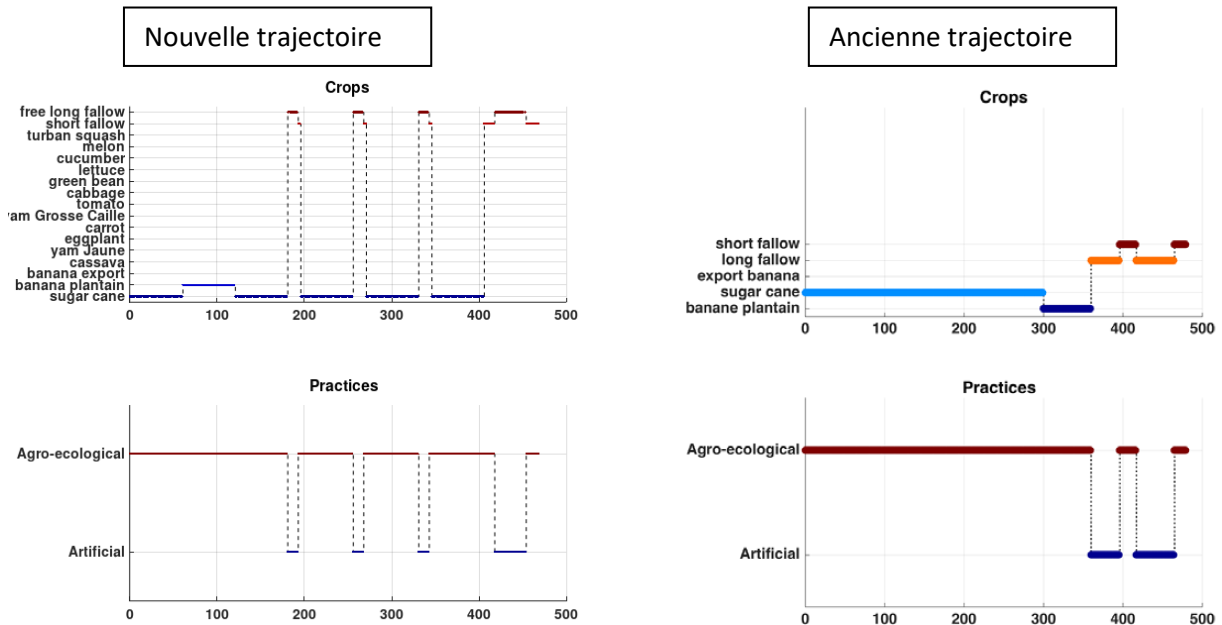 Nouvelle trajectoire
Crops
free long fallow
short fallow
turban squash
melon
cucumber
lettuce
green bean
cabbage
tomato
am Grosse Caille
carrot
eggplant
yam Jaune
cassava
banana export
banana plantain
sugar cane
0 100 200 300 400 500
Practices
Agro-ecological
Artificial
0 100 200 300 400 500
Ancienne trajectoire
Crops
short fallow
long fallow
export banana
sugar cane
banane plantain
0 100 200 300 400 500
Practices
Agro-ecological
Artificial
0 100 200 300 400 500